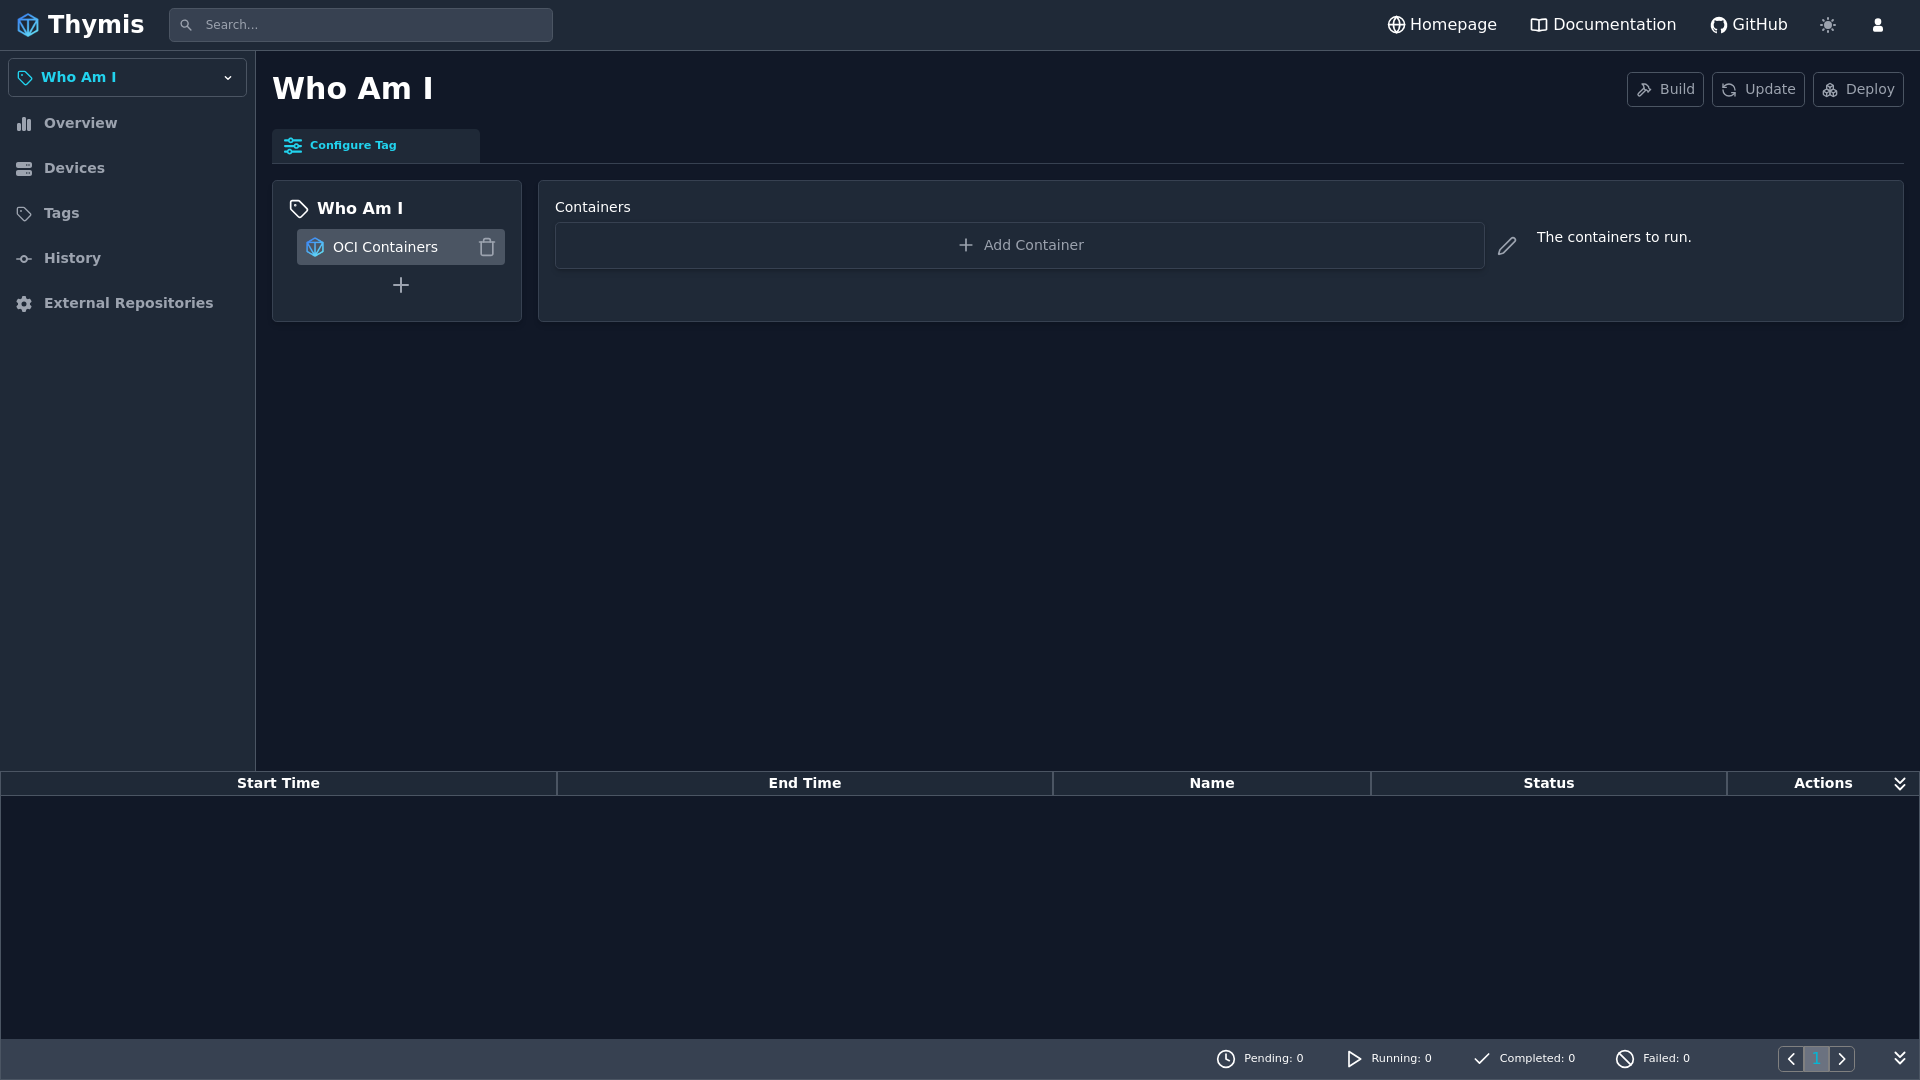 Thymis
Search...
Homepage
Documentation
GitHub
Who Am I
Overview
Devices
Tags
History
External Repositories
Who Am I
Build
Update
Deploy
Configure Tag
Who Am I
OCI Containers
Containers
Add Container
The containers to run.
Start Time
End Time
Name
Status
Actions
Pending: 0
Running: 0
Completed: 0
Failed: 0
1